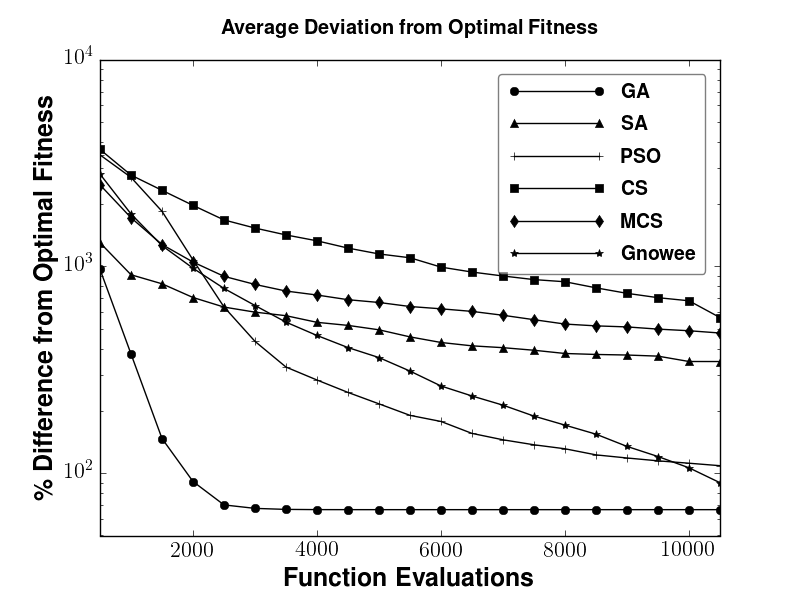 Average Deviation from Optimal Fitness
% Difference from Optimal Fitness
10^4
10^3
10^2
GA
SA
PSO
CS
MCS
Gnowee
2000 4000 6000 8000 10000
Function Evaluations